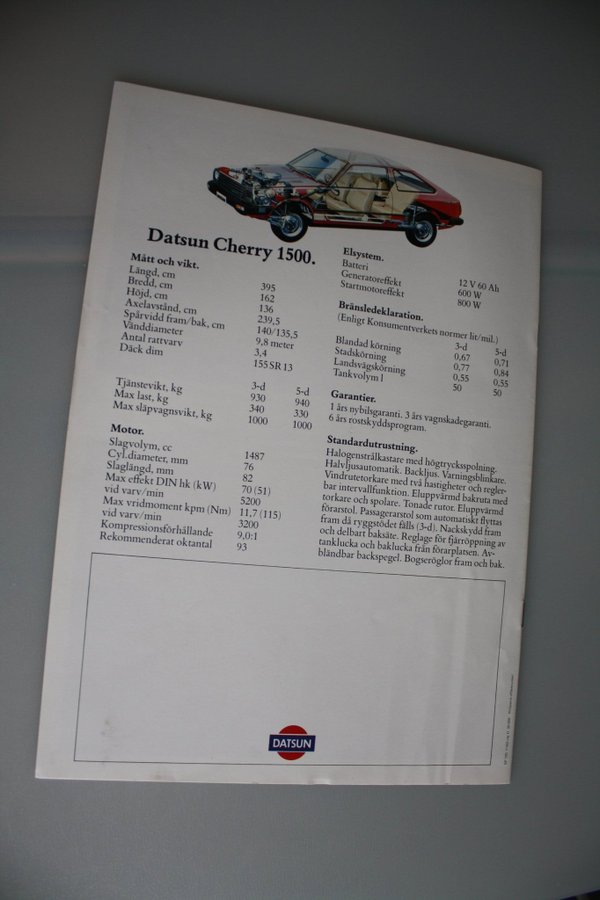 Datsun Cherry 1500.
Mått och vikt.
Längd, cm 395
Bredd, cm 162
Höjd, cm 136
Axelavstånd, cm 239,5
Spårvidd fram/bak, cm 140/135,5
Vänddiameter 9,8 meter
Antal rattvarv 3,4
Däck dim 155 SR 13
3-d 5-d
Tjänstevikt, kg 930 940
Max last, kg 340 330
Max släpvagnsvikt, kg 1000 1000
Motor.
Slagvolym, cc 1487
Cyl.diameter, mm 76
Slaglängd, mm 82
Max effekt DIN hk (kW) 70 (51)
vid varv/min 5200
Max vridmoment kpm (Nm) 11,7 (115)
vid varv/min 3200
Kompressionsförhållande 9,0:1
Rekommenderat oktantal 93
Elsystem.
Batteri 12 V 60 Ah
Generatoreffekt 600 W
Startmotoreffekt 800 W
Bränsledeklaration.
(Enligt Konsumentverkets normer lit/mil.)
3-d 5-d
Blandad körning 0,67 0,71
Stadskörning 0,77 0,84
Landsvägskörning 0,55 0,55
Tankvolym l 50 50
Garantier.
1 års nybilsgaranti. 3 års vagnskadegaranti.
6 års rostskyddsprogram.
Standardutrustning.
Halogenstrålkastare med högtrycksspolning.
Halvljusautomatik. Backljus. Varningsblinkare.
Vindrutetorkare med två hastigheter och regler-
bar intervallfunktion. Eluppvärmd bakruta med
torkare och spolare. Tonade rutor. Eluppvärmd
förarstol. Passagerarstol som automatiskt flyttas
fram då ryggstödet fälls (3-d). Nackskydd fram
och delbart baksäte. Reglage för fjärröppning av
tanklucka och baklucka från förarplatsen. Av-
bländbar backspegel. Bogseröglor fram och bak.
DATSUN